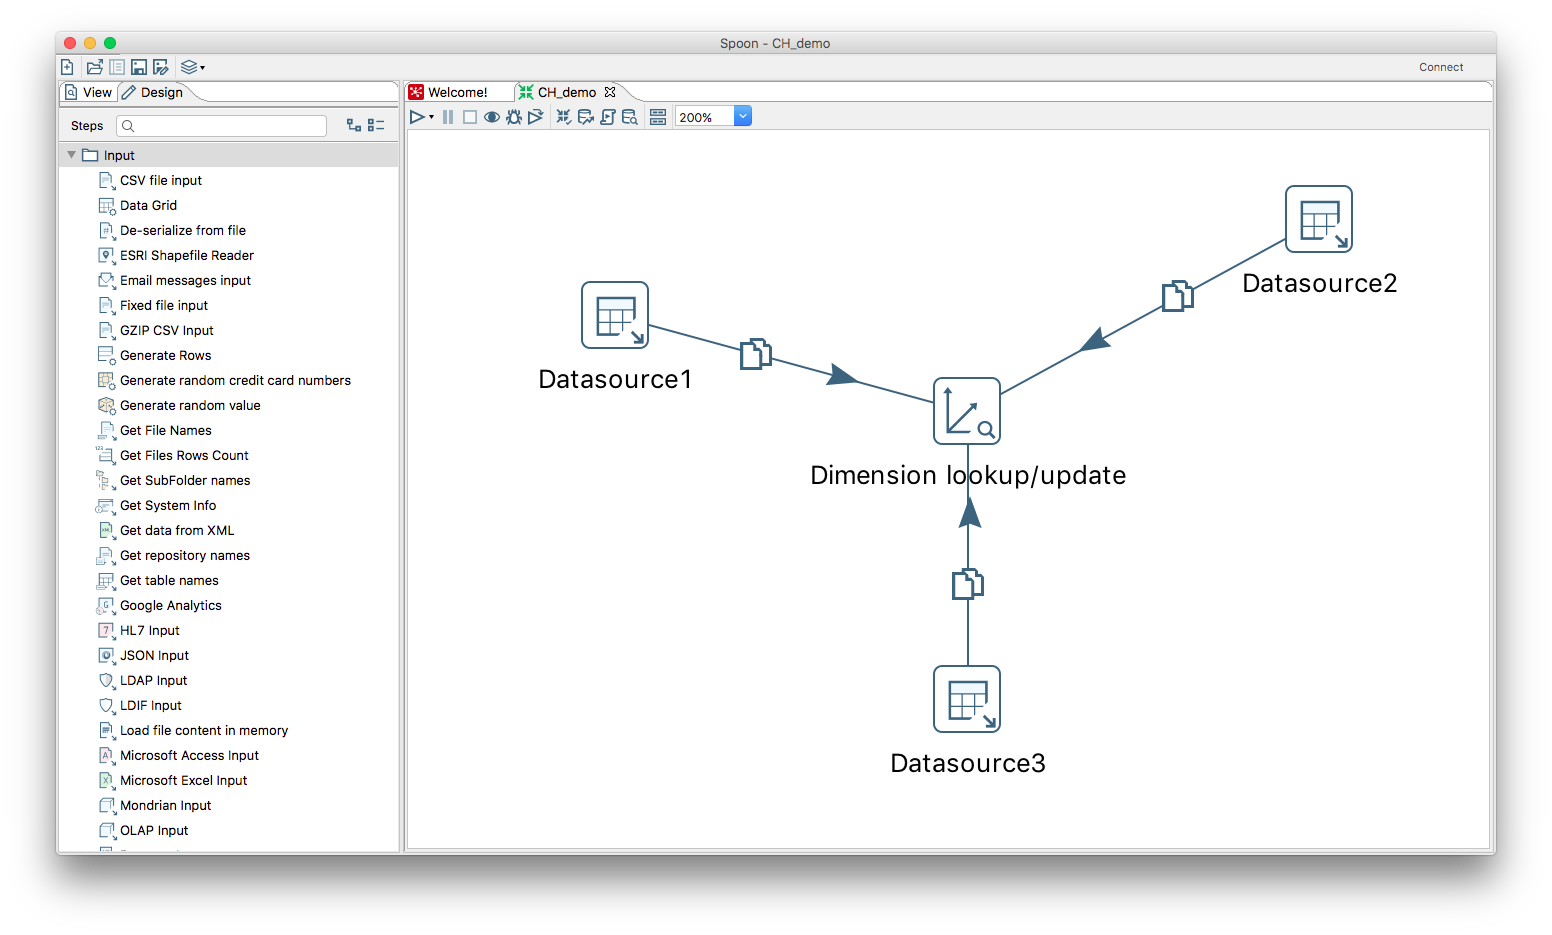 Spoon - CH_demo
Connect
View
Design
Welcome!
CH_demo
Steps
200%
Input
CSV file input
Data Grid
De-serialize from file
ESRI Shapefile Reader
Email messages input
Fixed file input
GZIP CSV Input
Generate Rows
Generate random credit card numbers
Generate random value
Get File Names
Get Files Rows Count
Get SubFolder names
Get System Info
Get data from XML
Get repository names
Get table names
Google Analytics
HL7 Input
JSON Input
LDAP Input
LDIF Input
Load file content in memory
Microsoft Access Input
Microsoft Excel Input
Mondrian Input
OLAP Input
Datasource2
Datasource1
Dimension lookup/update
Datasource3